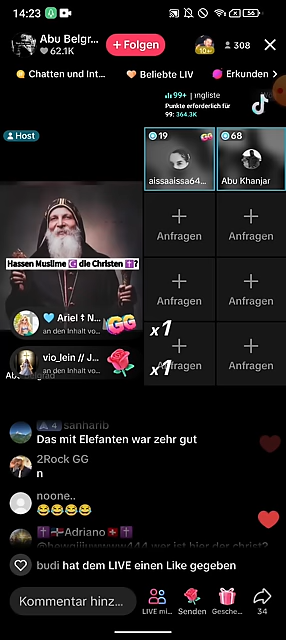 14:23
56
Abu Belgr...
62.1K
+ Folgen
10+
308
Chatten und Int...
Beliebte LIV
Erkunden
99+ | ıngliste
Punkte erforderlich für
99: 364.3K
Host
19
GG
68
aissaaissa64...
Abu Khanjar
Anfragen
Anfragen
Anfragen
Anfragen
Anfragen
Anfragen
Hassen Muslime die Christen ?
Ariel † N...
an den Inhalt vo...
GG
x1
vio_lein // J...
an den Inhalt vo...
x1
4 sanharib
Das mit Elefanten war zehr gut
2Rock GG
n
noone..
😂😂😂😂
Adriano
budi hat dem LIVE einen Like gegeben
Kommentar hinz...
LIVE mi...
Senden
Gesche...
34